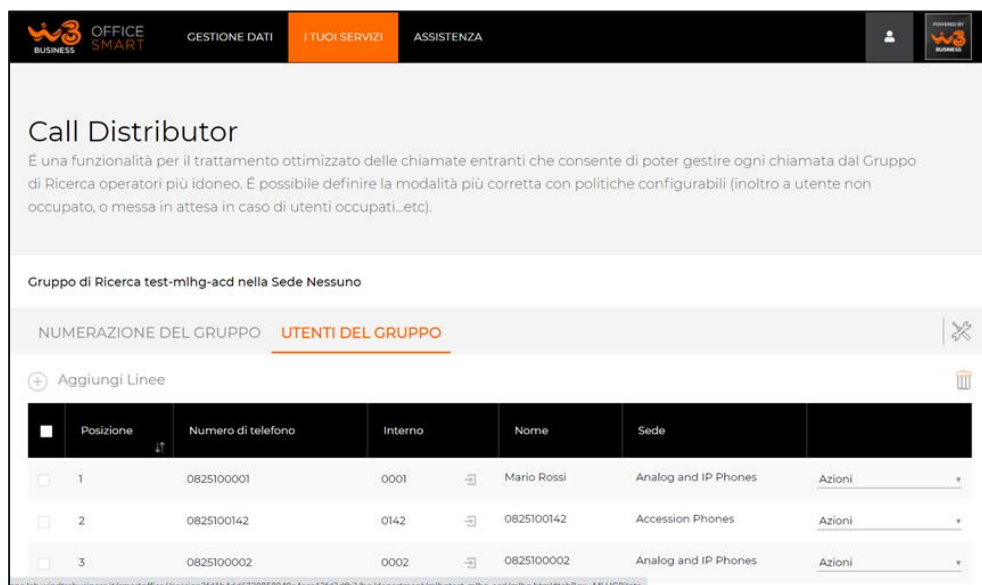 W3 BUSINESS OFFICE SMART GESTIONE DATI I TUOI SERVIZI ASSISTENZA POWERED BY W3 BUSINESS
Call Distributor
É una funzionalità per il trattamento ottimizzato delle chiamate entranti che consente di poter gestire ogni chiamata dal Gruppo
di Ricerca operatori più idoneo. É possibile definire la modalità più corretta con politiche configurabili (inoltro a utente non
occupato, o messa in attesa in caso di utenti occupati...etc).
Gruppo di Ricerca test-mlhg-acd nella Sede Nessuno
NUMERAZIONE DEL GRUPPO UTENTI DEL GRUPPO
Aggiungi Linee
Posizione Numero di telefono Interno Nome Sede
1 0825100001 0001 Mario Rossi Analog and IP Phones Azioni
2 0825100142 0142 0825100142 Accession Phones Azioni
3 0825100002 0002 0825100002 Analog and IP Phones Azioni